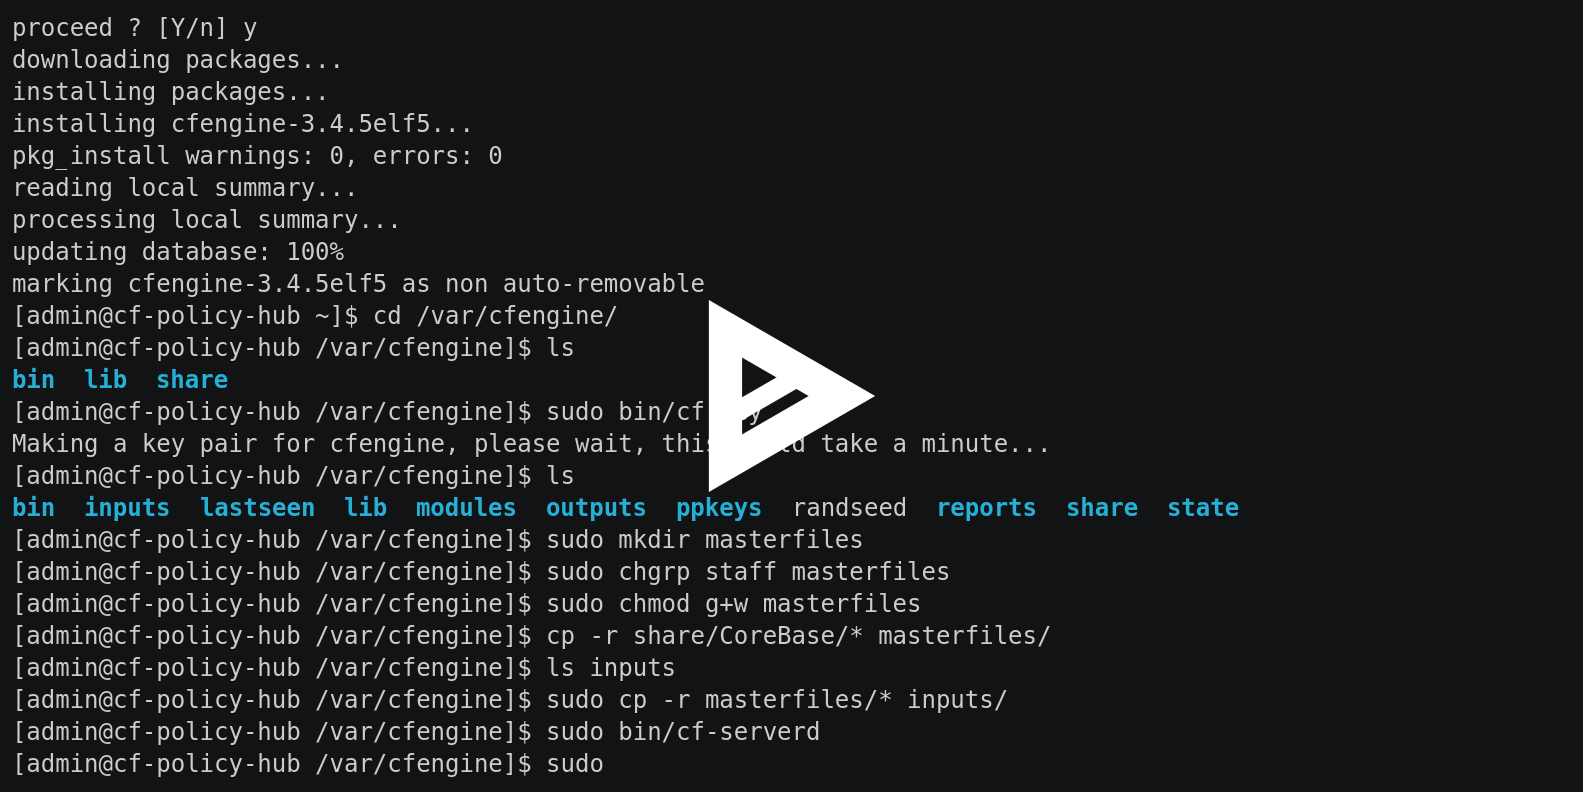 proceed ? [Y/n] y
downloading packages...
installing packages...
installing cfengine-3.4.5elf5...
pkg_install warnings: 0, errors: 0
reading local summary...
processing local summary...
updating database: 100%
marking cfengine-3.4.5elf5 as non auto-removable
[admin@cf-policy-hub ~]$ cd /var/cfengine/
[admin@cf-policy-hub /var/cfengine]$ ls
bin  lib  share
[admin@cf-policy-hub /var/cfengine]$ sudo
Making a key pair for cfengine, please wait, take a minute...
[admin@cf-policy-hub /var/cfengine]$ ls
bin  inputs  lastseen  lib  modules  outputs  ppkeys  randseed  reports  share  state
[admin@cf-policy-hub /var/cfengine]$ sudo mkdir masterfiles
[admin@cf-policy-hub /var/cfengine]$ sudo chgrp staff masterfiles
[admin@cf-policy-hub /var/cfengine]$ sudo chmod g+w masterfiles
[admin@cf-policy-hub /var/cfengine]$ cp -r share/CoreBase/* masterfiles/
[admin@cf-policy-hub /var/cfengine]$ ls inputs
[admin@cf-policy-hub /var/cfengine]$ sudo cp -r masterfiles/* inputs/
[admin@cf-policy-hub /var/cfengine]$ sudo bin/cf-serverd
[admin@cf-policy-hub /var/cfengine]$ sudo